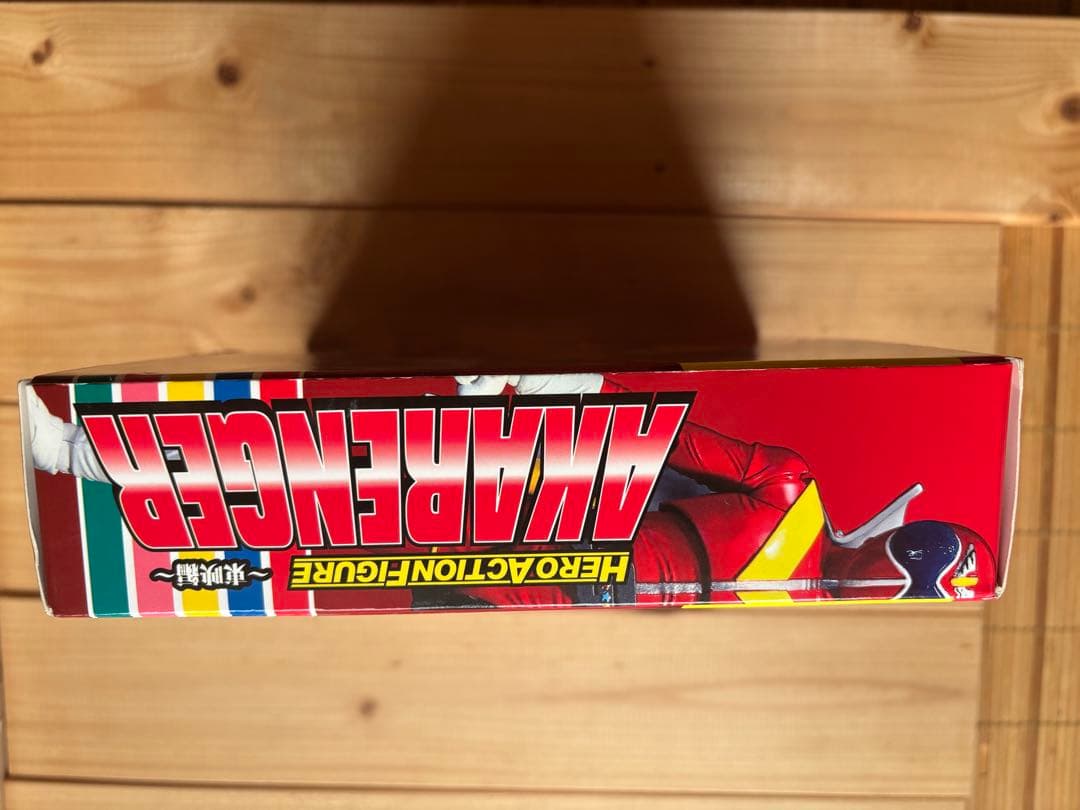 HERO ACTION FIGURE ～東映編～
AKARENGER